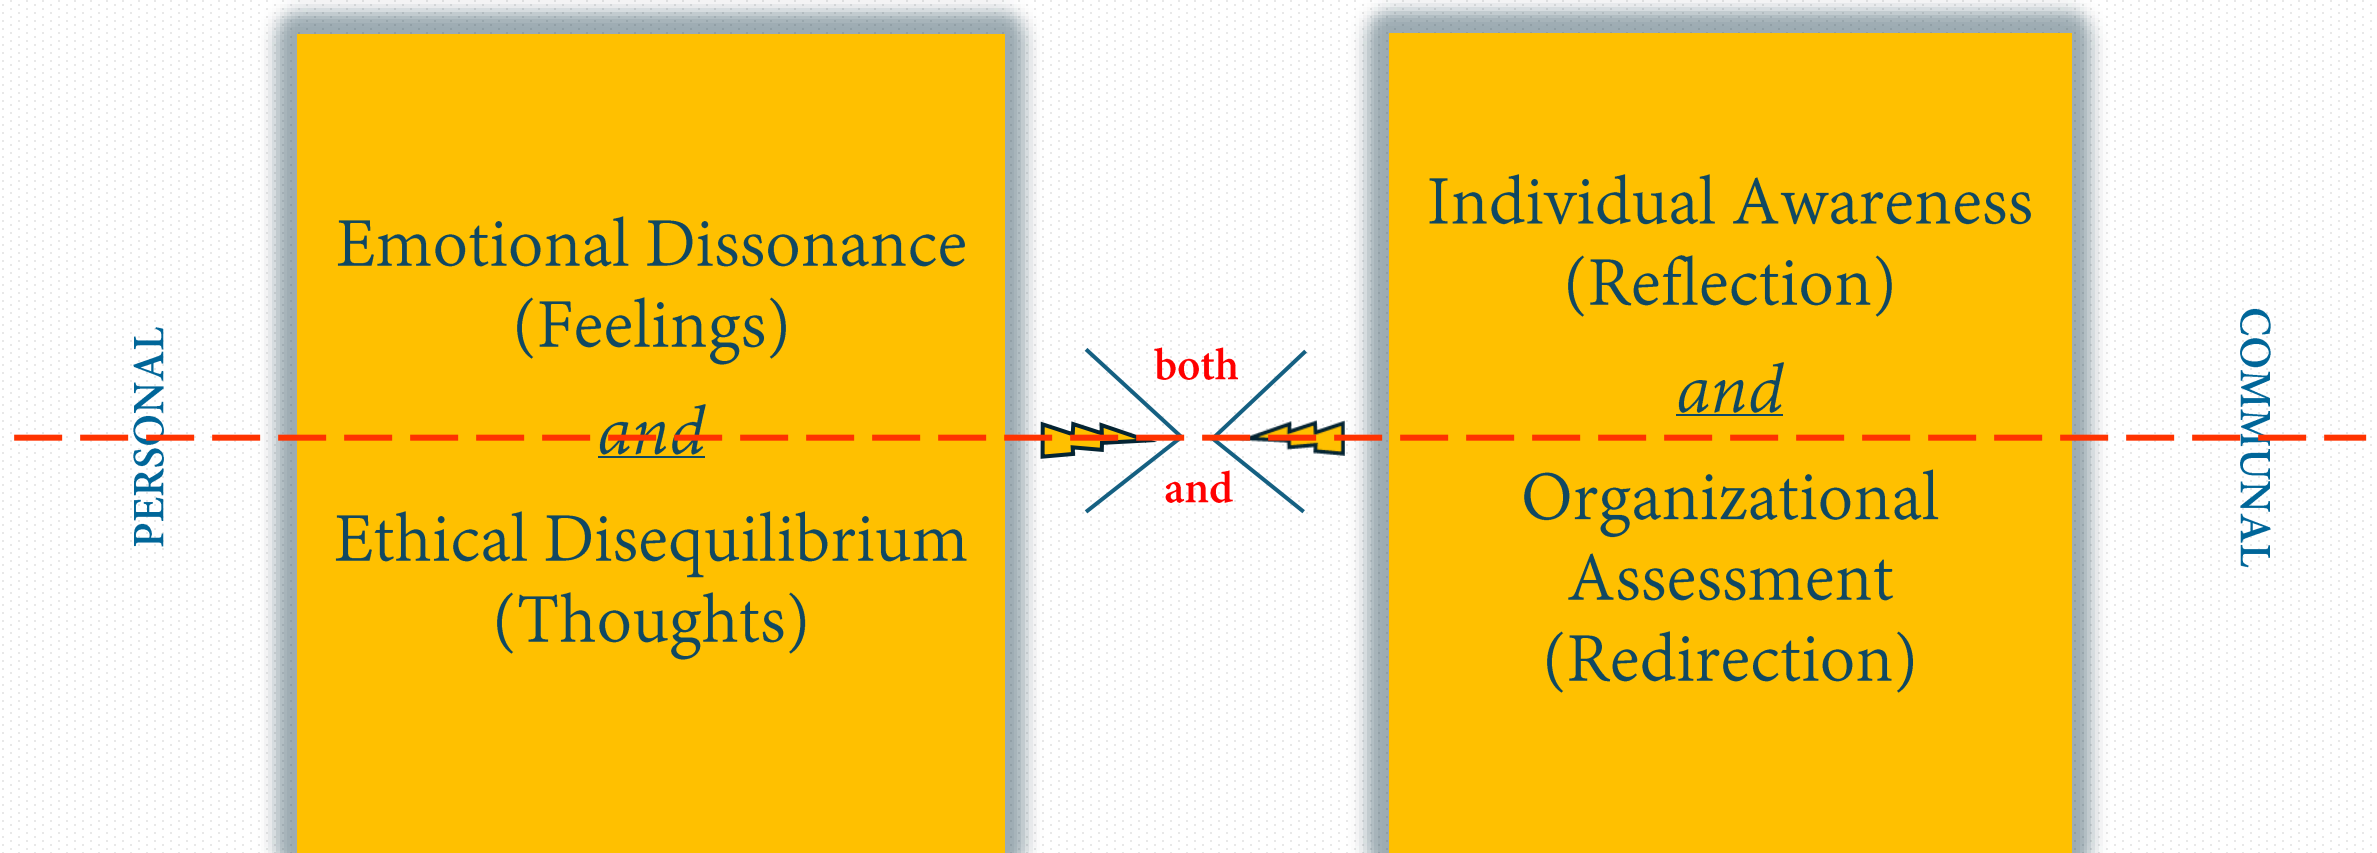 PERSONAL
Emotional Dissonance
(Feelings)
and
Ethical Disequilibrium
(Thoughts)
both
and
Individual Awareness
(Reflection)
and
Organizational
Assessment
(Redirection)
COMMUNAL